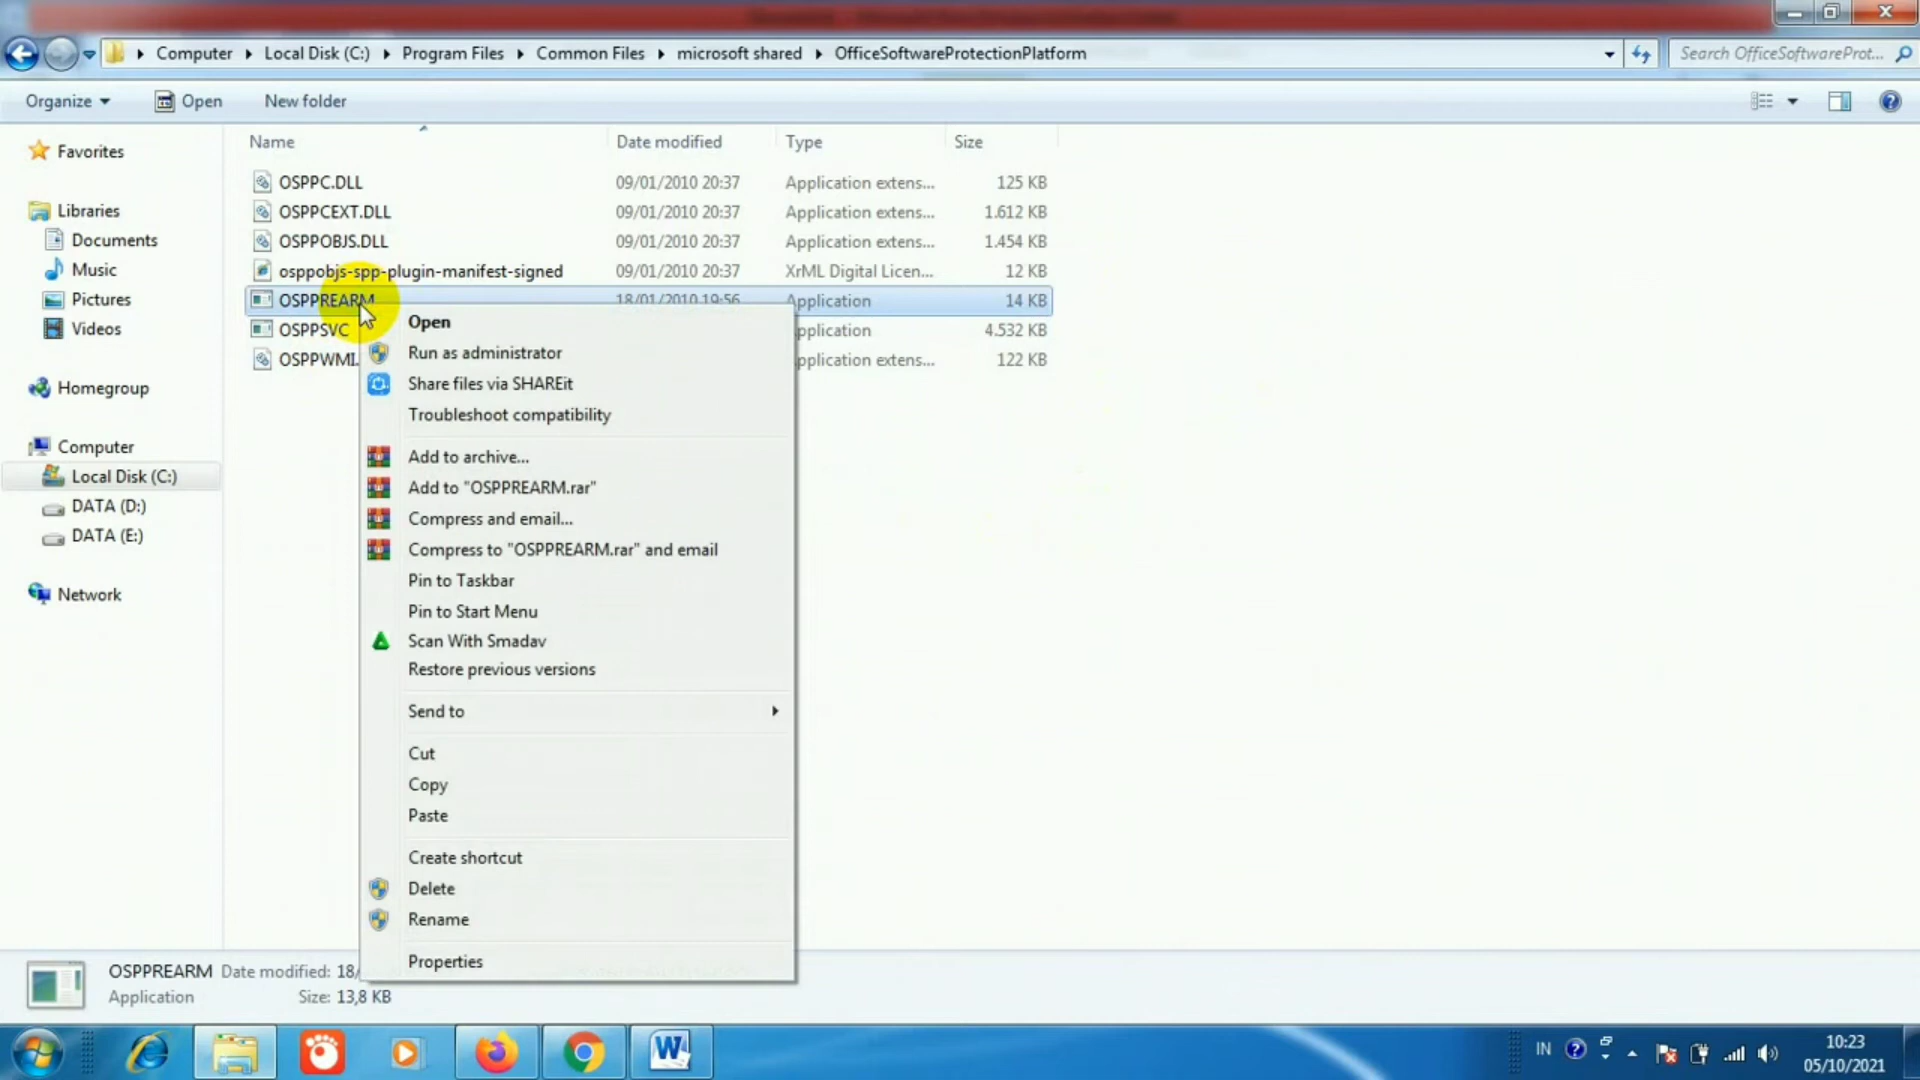 Computer Local Disk (C:) Program Files Common Files microsoft shared OfficeSoftwareProtectionPlatform
Search OfficeSoftwareProt...
Organize Open New folder
Name Date modified Type Size
Favorites
Libraries
Documents
Music
Pictures
Videos
Homegroup
Computer
Local Disk (C:)
DATA (D:)
DATA (E:)
Network
OSPPC.DLL 09/01/2010 20:37 Application extens... 125 KB
OSPPCEXT.DLL 09/01/2010 20:37 Application extens... 1.612 KB
OSPPOBJS.DLL 09/01/2010 20:37 Application extens... 1.454 KB
osppobjs-spp-plugin-manifest-signed 09/01/2010 20:37 XrML Digital Licen... 12 KB
OSPPREARM 18/01/2010 19:56 Application 14 KB
OSPPSVC pplication 4.532 KB
OSPPWMI. pplication extens... 122 KB
Open
Run as administrator
Share files via SHAREit
Troubleshoot compatibility
Add to archive...
Add to "OSPPREARM.rar"
Compress and email...
Compress to "OSPPREARM.rar" and email
Pin to Taskbar
Pin to Start Menu
Scan With Smadav
Restore previous versions
Send to
Cut
Copy
Paste
Create shortcut
Delete
Rename
Properties
OSPPREARM Date modified: 18/
Application Size: 13,8 KB
IN
10:23
05/10/2021